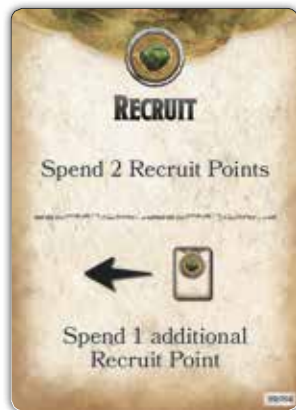 RECRUIT
Spend 2 Recruit Points
Spend 1 additional
Recruit Point